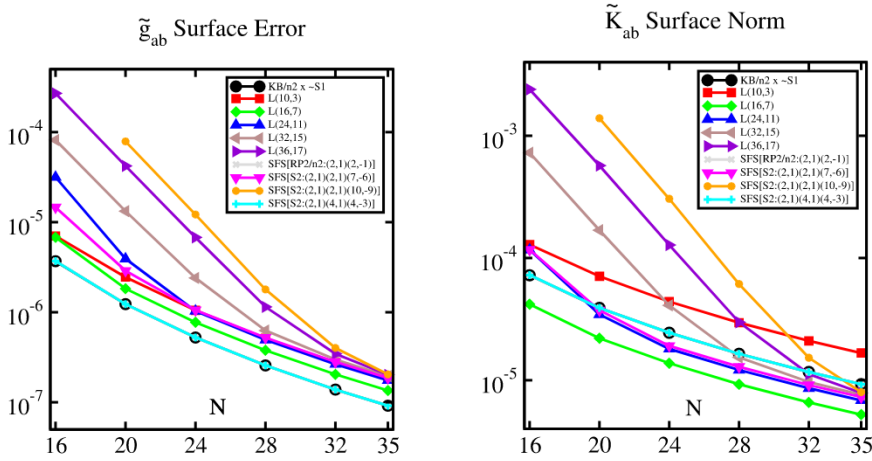 g̃ab Surface Error
KB/n2 x ~S1
L(10,3)
L(16,7)
L(24,11)
L(32,15)
L(36,17)
SFS[RP2/n2:(2,1)(2,-1)]
SFS[S2:(2,1)(2,1)(7,-6)]
SFS[S2:(2,1)(2,1)(10,-9)]
SFS[S2:(2,1)(4,1)(4,-3)]
10-4
10-5
10-6
10-7
N
16 20 24 28 32 35
K̃ab Surface Norm
KB/n2 x ~S1
L(10,3)
L(16,7)
L(24,11)
L(32,15)
L(36,17)
SFS[RP2/n2:(2,1)(2,-1)]
SFS[S2:(2,1)(2,1)(7,-6)]
SFS[S2:(2,1)(2,1)(10,-9)]
SFS[S2:(2,1)(4,1)(4,-3)]
10-3
10-4
10-5
N
16 20 24 28 32 35